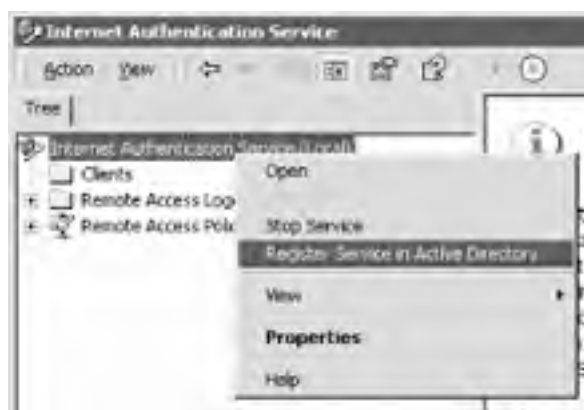 Internet Authentication Service
Action View
Tree
Internet Authentication Service (Local)
Clients
Remote Access Log
Remote Access Polic
Open
Stop Service
Register Service in Active Directory
View
Properties
Help